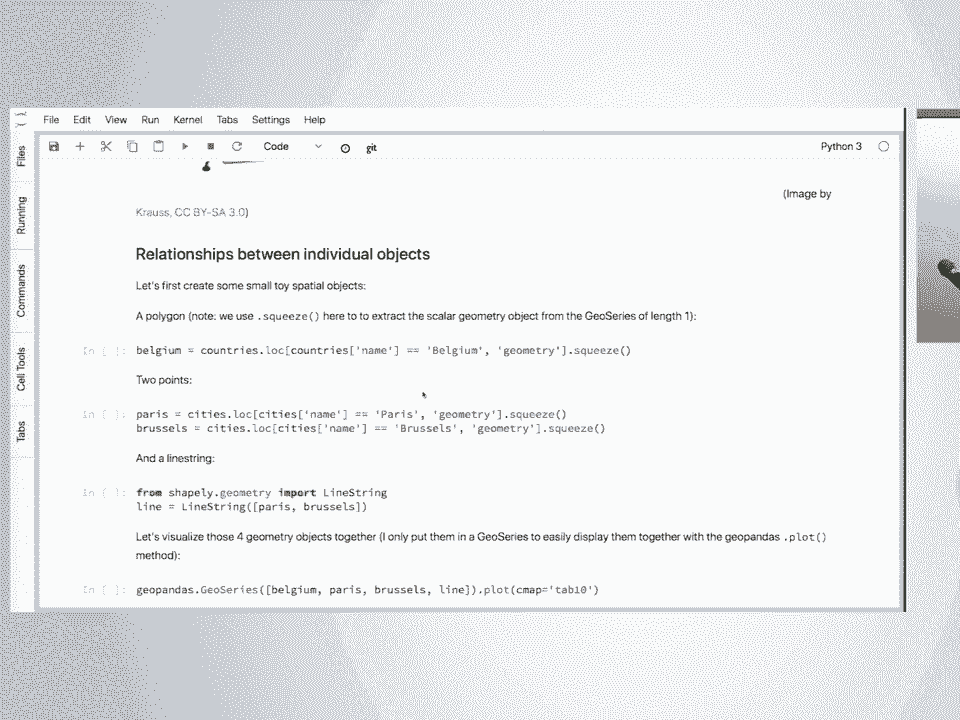 File Edit View Run Kernel Tabs Settings Help
Code
git
Python 3
Files
Running
Commands
Cell Tools
Tabs
(Image by
Krauss, CC BY-SA 3.0)
Relationships between individual objects
Let's first create some small toy spatial objects:
A polygon (note: we use .squeeze() here to to extract the scalar geometry object from the GeoSeries of length 1):
In [ ]: belgium = countries.loc[countries['name'] == 'Belgium', 'geometry'].squeeze()
Two points:
In [ ]: paris = cities.loc[cities['name'] == 'Paris', 'geometry'].squeeze()
brussels = cities.loc[cities['name'] == 'Brussels', 'geometry'].squeeze()
And a linestring:
In [ ]: from shapely.geometry import LineString
line = LineString([paris, brussels])
Let's visualize those 4 geometry objects together (I only put them in a GeoSeries to easily display them together with the geopandas .plot()
method):
In [ ]: geopandas.GeoSeries([belgium, paris, brussels, line]).plot(cmap='tab10')